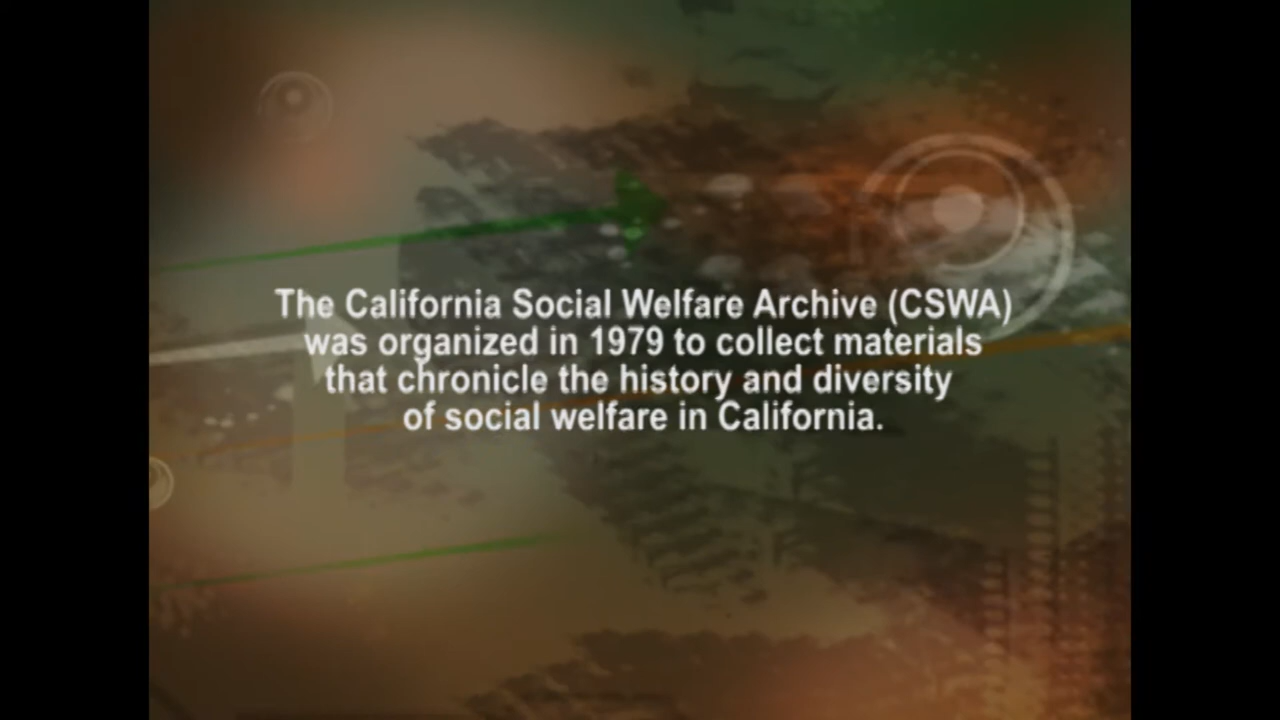 The California Social Welfare Archive (CSWA)
was organized in 1979 to collect materials
that chronicle the history and diversity
of social welfare in California.